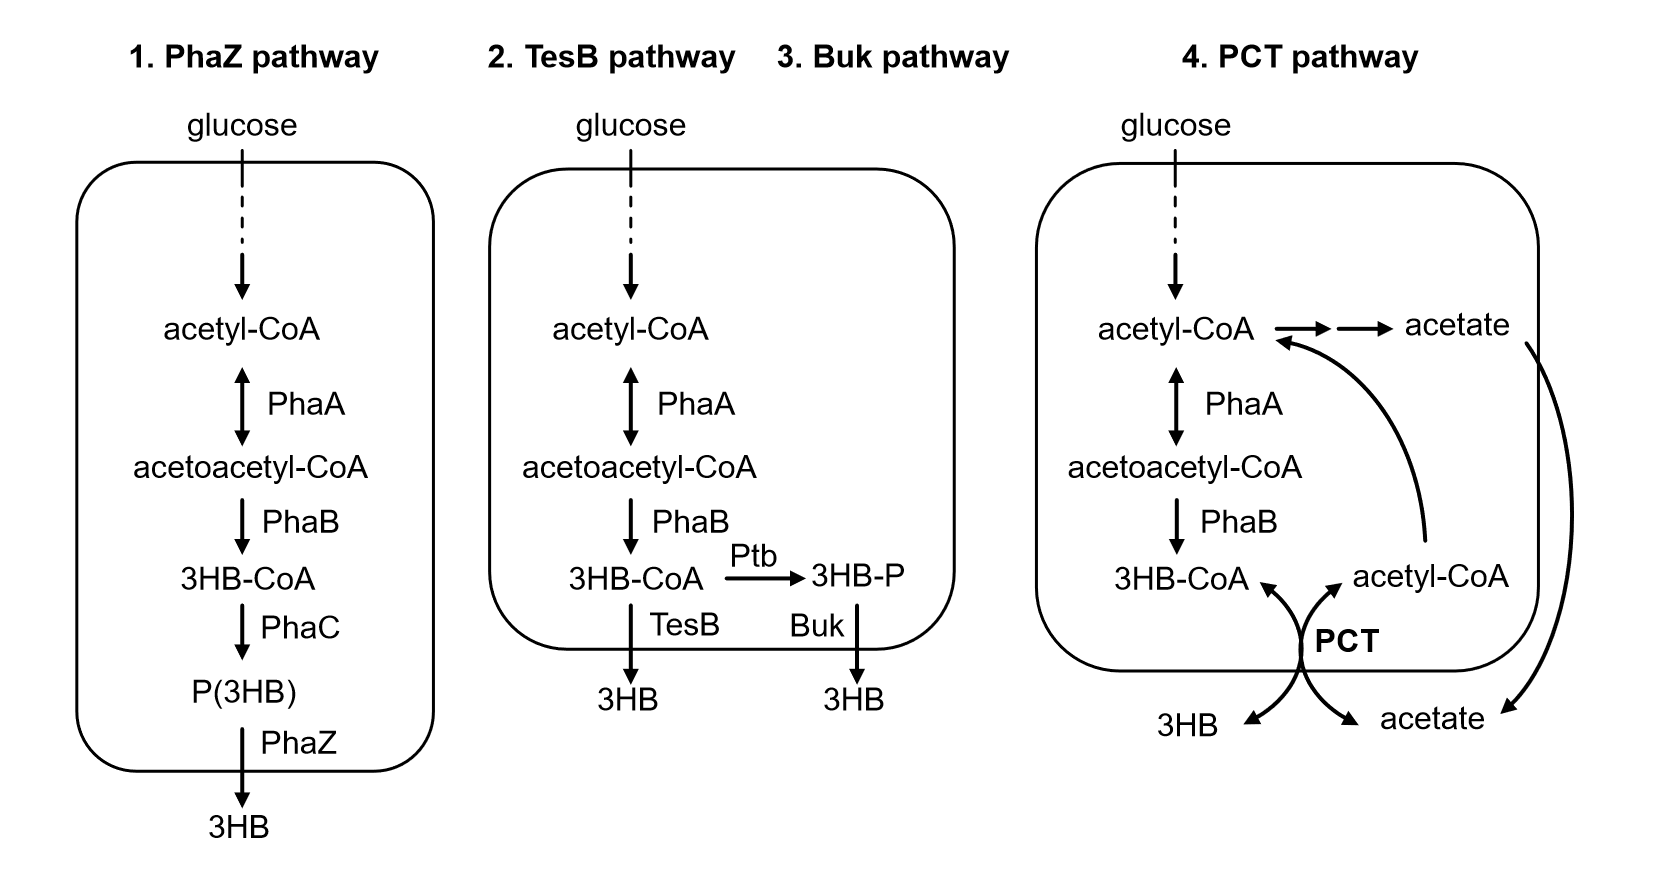 1. PhaZ pathway
glucose
acetyl-CoA
PhaA
acetoacetyl-CoA
PhaB
3HB-CoA
PhaC
P(3HB)
PhaZ
3HB
2. TesB pathway
3. Buk pathway
glucose
acetyl-CoA
PhaA
acetoacetyl-CoA
PhaB
3HB-CoA
Ptb
3HB-P
TesB
Buk
3HB
3HB
4. PCT pathway
glucose
acetyl-CoA
acetate
PhaA
acetoacetyl-CoA
PhaB
3HB-CoA
acetyl-CoA
PCT
3HB
acetate